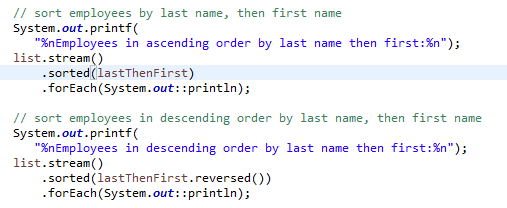 // sort employees by last name, then first name
System.out.printf(
   "%nEmployees in ascending order by last name then first:%n");
list.stream()
    .sorted(lastThenFirst)
    .forEach(System.out::println);

// sort employees in descending order by last name, then first name
System.out.printf(
   "%nEmployees in descending order by last name then first:%n");
list.stream()
    .sorted(lastThenFirst.reversed())
    .forEach(System.out::println);